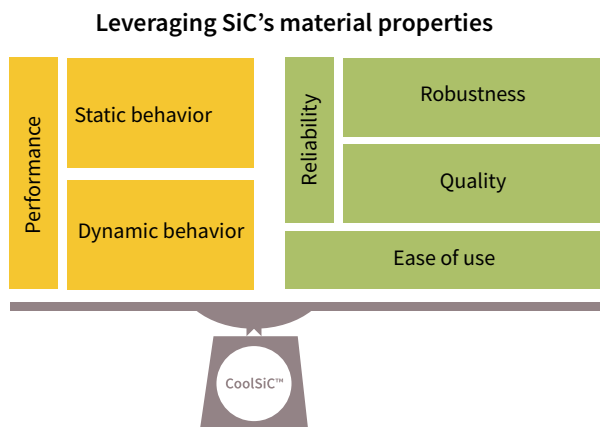 Leveraging SiC's material properties
Performance
Static behavior
Dynamic behavior
Reliability
Robustness
Quality
Ease of use
CoolSiC™